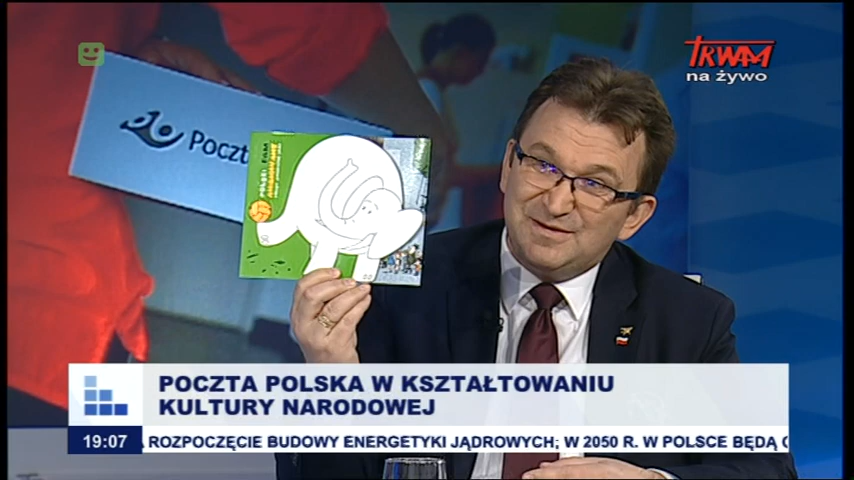 TRWAM
na żywo
Poczt
POCZTA POLSKA W KSZTAŁTOWANIU
KULTURY NARODOWEJ
19:07
A ROZPOCZĘCIE BUDOWY ENERGETYKI JĄDROWYCH; W 2050 R. W POLSCE BĘDĄ